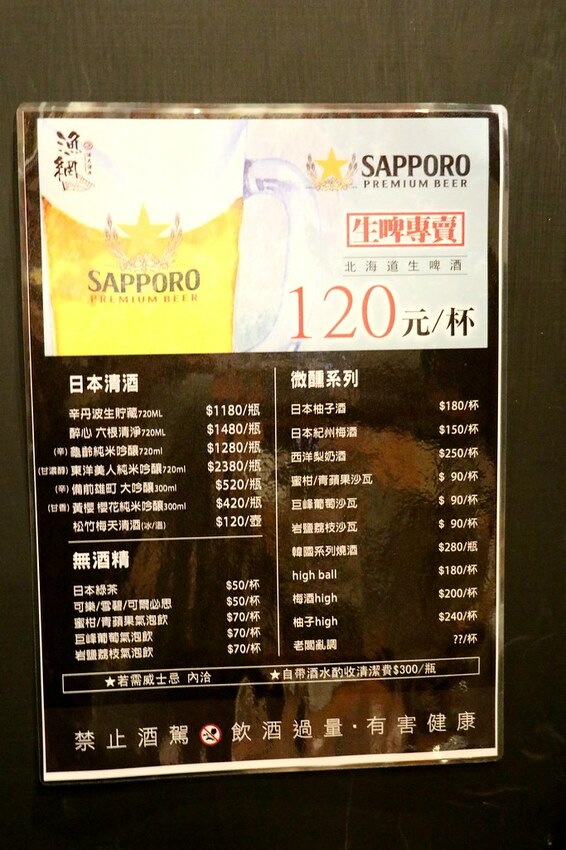 漁網
SAPPORO
PREMIUM BEER
生啤專賣
北海道生啤酒
120元/杯
SAPPORO
PREMIUM BEER
日本清酒
辛丹波生貯藏720ML $1180/瓶
醉心 六根清淨720ML $1480/瓶
(辛) 龜齡純米吟釀720ml $1280/瓶
(甘濃醇) 東洋美人純米吟釀720ml $2380/瓶
(辛) 備前雄町 大吟釀300ml $520/瓶
(甘香) 黃櫻 櫻花純米吟釀300ml $420/瓶
松竹梅天清酒(冰/溫) $120/壺
無酒精
日本綠茶 $50/杯
可樂/雪碧/可爾必思 $50/杯
蜜柑/青蘋果氣泡飲 $70/杯
巨峰葡萄氣泡飲 $70/杯
岩鹽荔枝氣泡飲 $70/杯
微醺系列
日本柚子酒 $180/杯
日本紀州梅酒 $150/杯
西洋梨奶酒 $250/杯
蜜柑/青蘋果沙瓦 $ 90/杯
巨峰葡萄沙瓦 $ 90/杯
岩鹽荔枝沙瓦 $ 90/杯
韓國系列燒酒 $280/瓶
high ball $180/杯
梅酒high $200/杯
柚子high $240/杯
老闆亂調 ??/杯
★若需威士忌 內洽 ★自帶酒水酌收清潔費$300/瓶
禁止酒駕 飲酒過量·有害健康